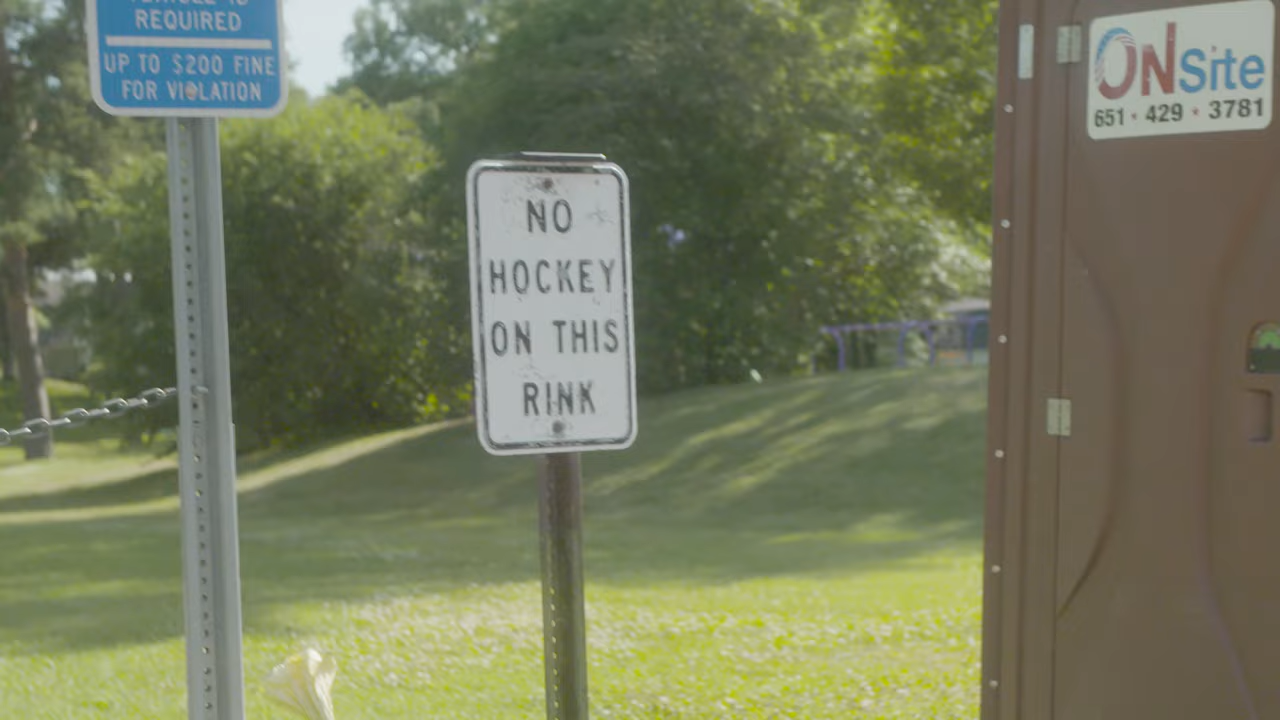 REQUIRED
UP TO $200 FINE
FOR VIOLATION
NO
HOCKEY
ON THIS
RINK
ONSite
651 * 429 * 3781